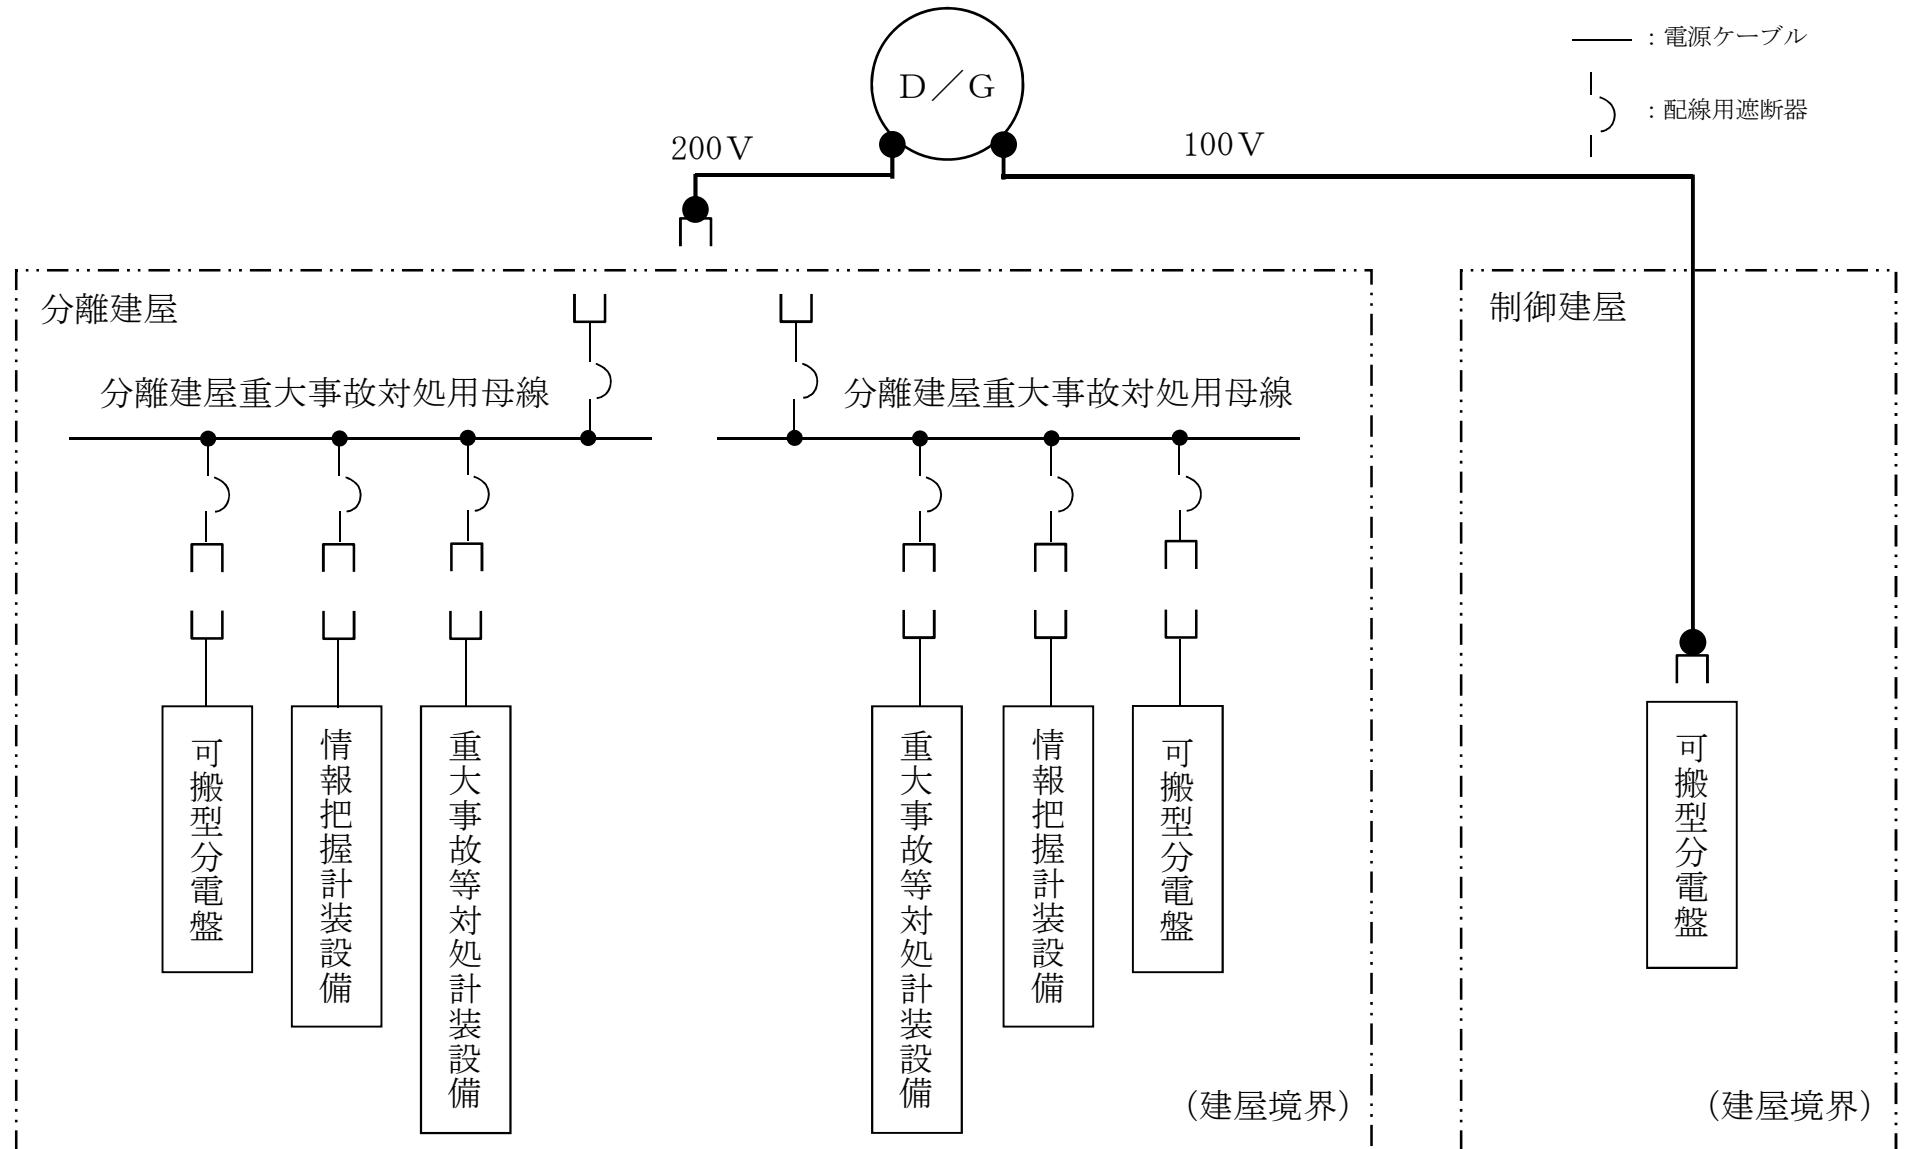 D／G
：電源ケーブル
：配線用遮断器
200V
100V
分離建屋
制御建屋
分離建屋重大事故対処用母線
分離建屋重大事故対処用母線
可搬型分電盤
情報把握計装設備
重大事故等対処計装設備
重大事故等対処計装設備
情報把握計装設備
可搬型分電盤
可搬型分電盤
（建屋境界）
（建屋境界）